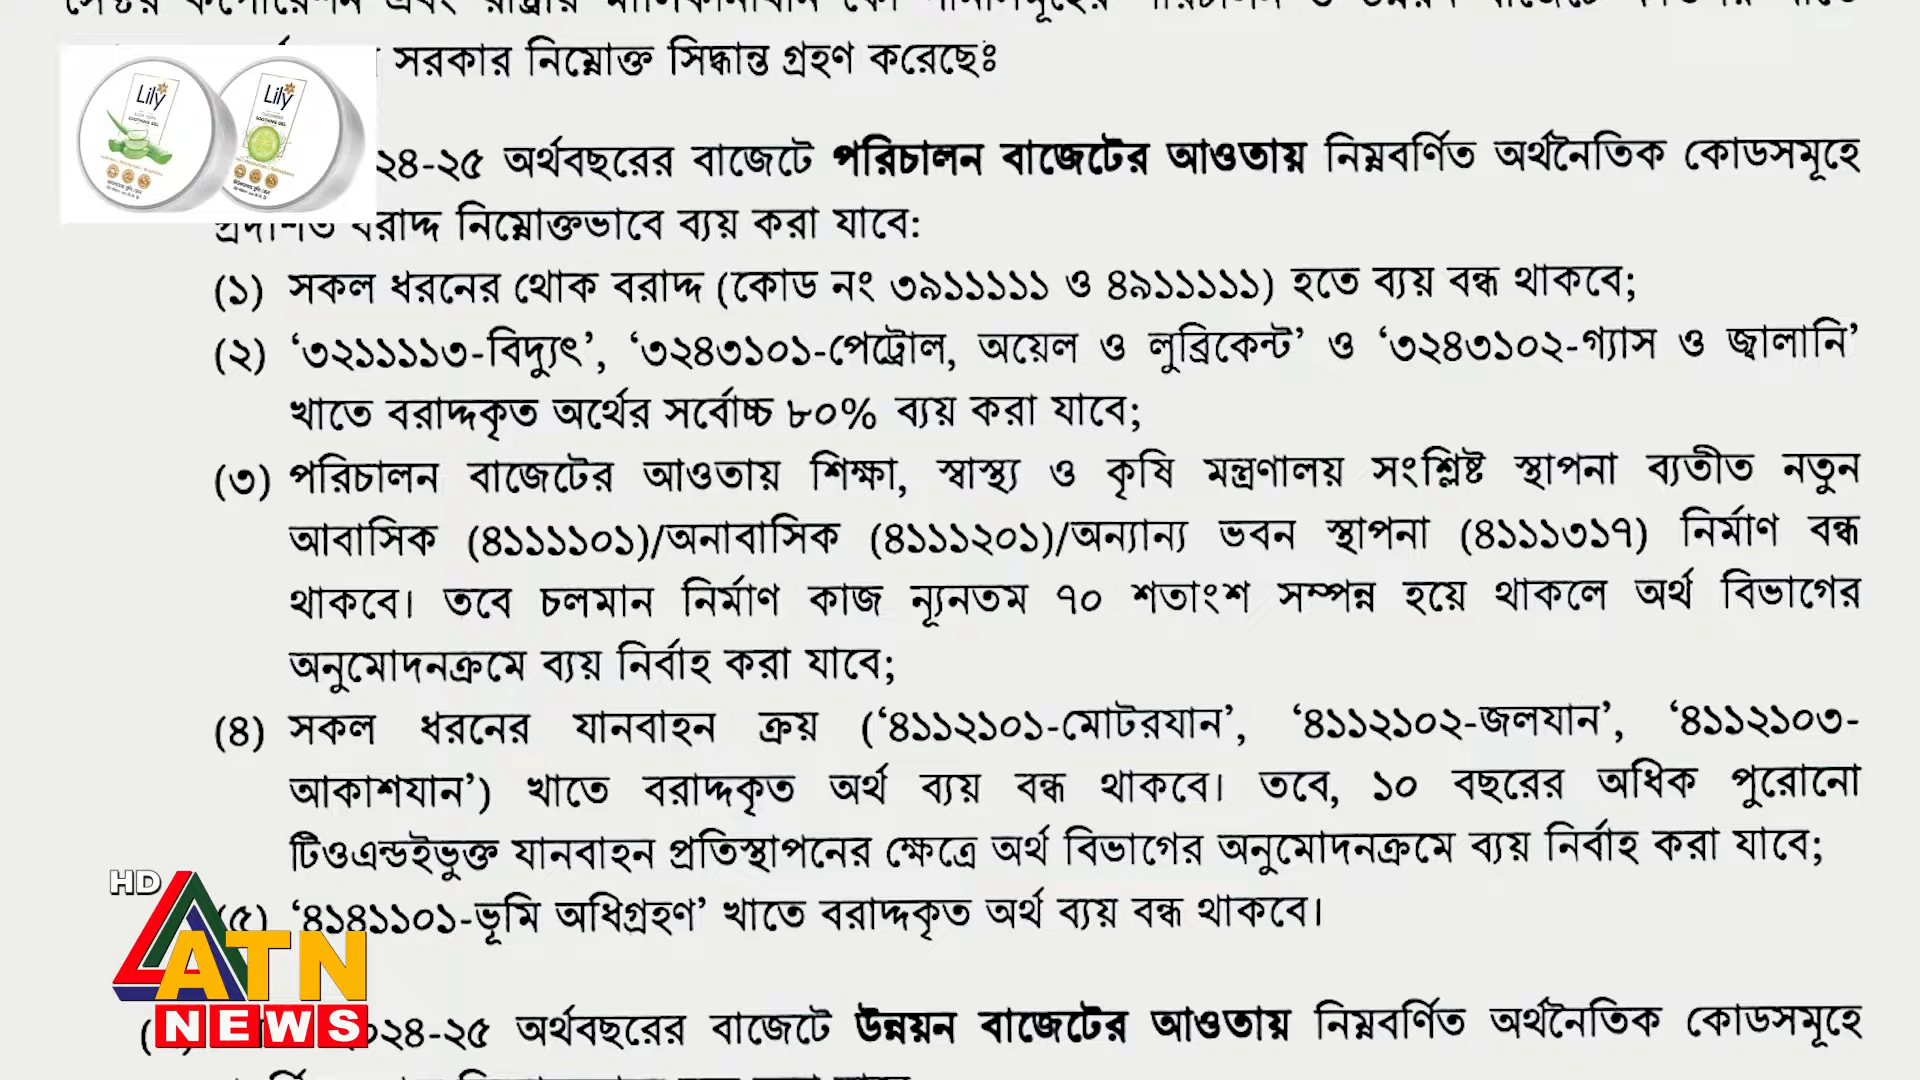 সরকার নিম্নোক্ত সিদ্ধান্ত গ্রহণ করেছেঃ
Lily
SOOTHING GEL
Lily
SOOTHING GEL
২৪-২৫ অর্থবছরের বাজেটে পরিচালন বাজেটের আওতায় নিম্নবর্ণিত অর্থনৈতিক কোডসমূহে
প্রদর্শিত বরাদ্দ নিম্নোক্তভাবে ব্যয় করা যাবে:
(১) সকল ধরনের থোক বরাদ্দ (কোড নং ৩৯১১১১১ ও ৪৯১১১১১) হতে ব্যয় বন্ধ থাকবে;
(২) ‘৩২১১১১৩-বিদ্যুৎ’, ‘৩২৪৩১০১-পেট্রোল, অয়েল ও লুব্রিকেন্ট’ ও ‘৩২৪৩১০২-গ্যাস ও জ্বালানি’
খাতে বরাদ্দকৃত অর্থের সর্বোচ্চ ৮০% ব্যয় করা যাবে;
(৩) পরিচালন বাজেটের আওতায় শিক্ষা, স্বাস্থ্য ও কৃষি মন্ত্রণালয় সংশ্লিষ্ট স্থাপনা ব্যতীত নতুন
আবাসিক (৪১১১১০১)/অনাবাসিক (৪১১১২০১)/অন্যান্য ভবন স্থাপনা (৪১১১৩১৭) নির্মাণ বন্ধ
থাকবে। তবে চলমান নির্মাণ কাজ ন্যূনতম ৭০ শতাংশ সম্পন্ন হয়ে থাকলে অর্থ বিভাগের
অনুমোদনক্রমে ব্যয় নির্বাহ করা যাবে;
(৪) সকল ধরনের যানবাহন ক্রয় (‘৪১১২১০১-মোটরযান’, ‘৪১১২১০২-জলযান’, ‘৪১১২১০৩-
আকাশযান’) খাতে বরাদ্দকৃত অর্থ ব্যয় বন্ধ থাকবে। তবে, ১০ বছরের অধিক পুরোনো
টিওএন্ডইভুক্ত যানবাহন প্রতিস্থাপনের ক্ষেত্রে অর্থ বিভাগের অনুমোদনক্রমে ব্যয় নির্বাহ করা যাবে;
(৫) ‘৪১৪১১০১-ভূমি অধিগ্রহণ’ খাতে বরাদ্দকৃত অর্থ ব্যয় বন্ধ থাকবে।
HD
ATN
NEWS
২৪-২৫ অর্থবছরের বাজেটে উন্নয়ন বাজেটের আওতায় নিম্নবর্ণিত অর্থনৈতিক কোডসমূহে